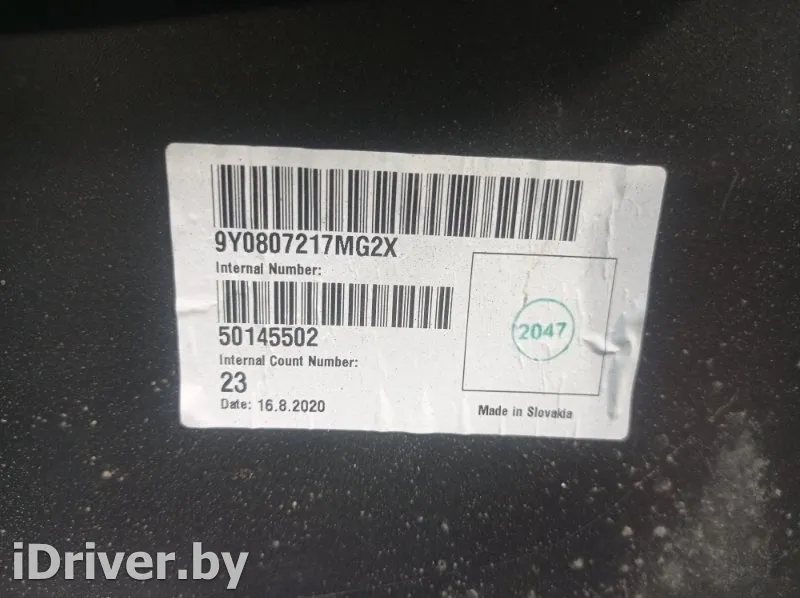 9Y0807217MG2X
Internal Number:
50145502
Internal Count Number:
23
Date: 16.8.2020
2047
Made in Slovakia
iDriver.by